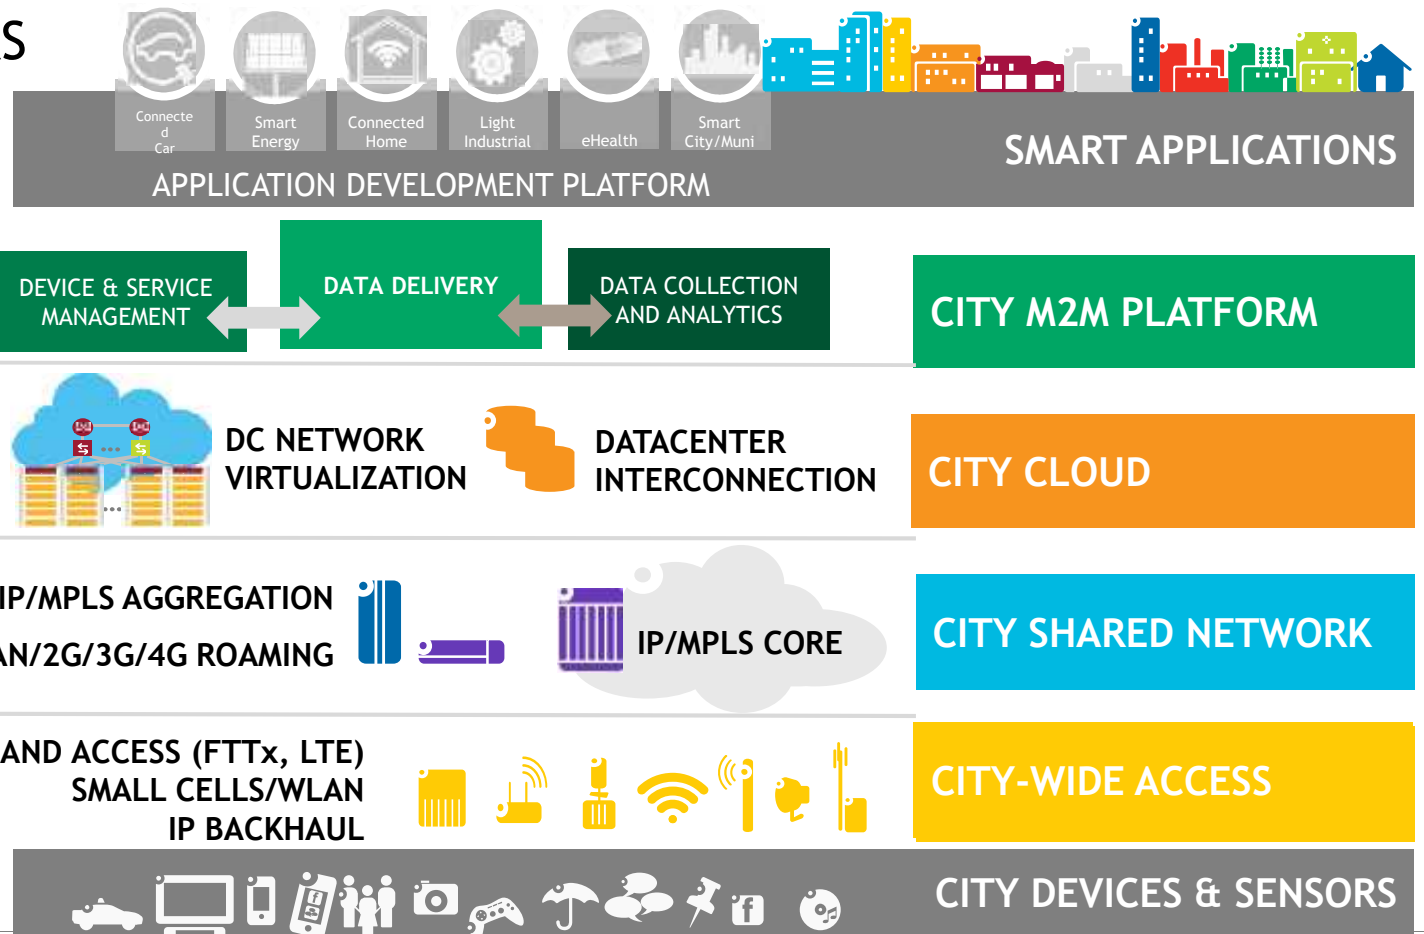 Connecte
d
Car
Smart
Energy
Connected
Home
Light
Industrial
eHealth
Smart
City/Muni
SMART APPLICATIONS
APPLICATION DEVELOPMENT PLATFORM
DEVICE & SERVICE
MANAGEMENT
DATA DELIVERY
DATA COLLECTION
AND ANALYTICS
CITY M2M PLATFORM
DC NETWORK
VIRTUALIZATION
DATACENTER
INTERCONNECTION
CITY CLOUD
IP/MPLS AGGREGATION
AN/2G/3G/4G ROAMING
IP/MPLS CORE
CITY SHARED NETWORK
AND ACCESS (FTTx, LTE)
SMALL CELLS/WLAN
IP BACKHAUL
CITY-WIDE ACCESS
CITY DEVICES & SENSORS